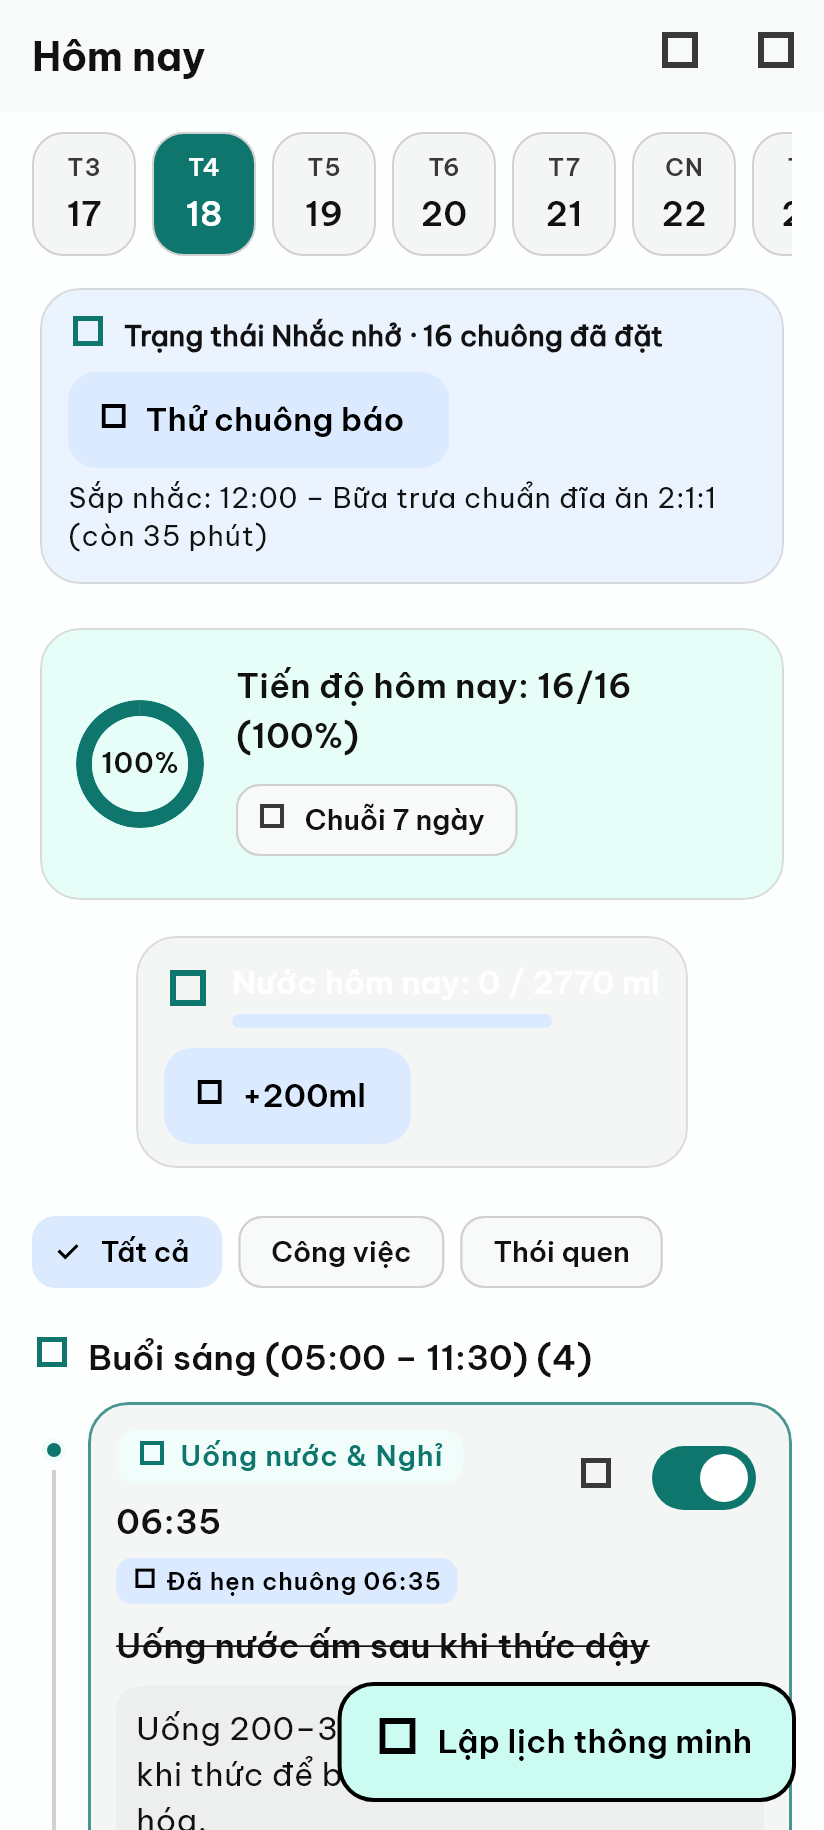 Hôm nay
T3 T4 T5 T6 T7 CN
17 18 19 20 21 22
Trạng thái Nhắc nhở · 16 chuông đã đặt
Thử chuông báo
Sắp nhắc: 12:00 – Bữa trưa chuẩn đĩa ăn 2:1:1
(còn 35 phút)
Tiến độ hôm nay: 16/16
(100%)
100%
Chuỗi 7 ngày
Nước hôm nay: 0 / 2770 ml
+200ml
Tất cả Công việc Thói quen
Buổi sáng (05:00 – 11:30) (4)
Uống nước & Nghỉ
06:35
Đã hẹn chuông 06:35
Uống nước ấm sau khi thức dậy
Uống
Lập lịch thông minh
khi thức để
hóa.